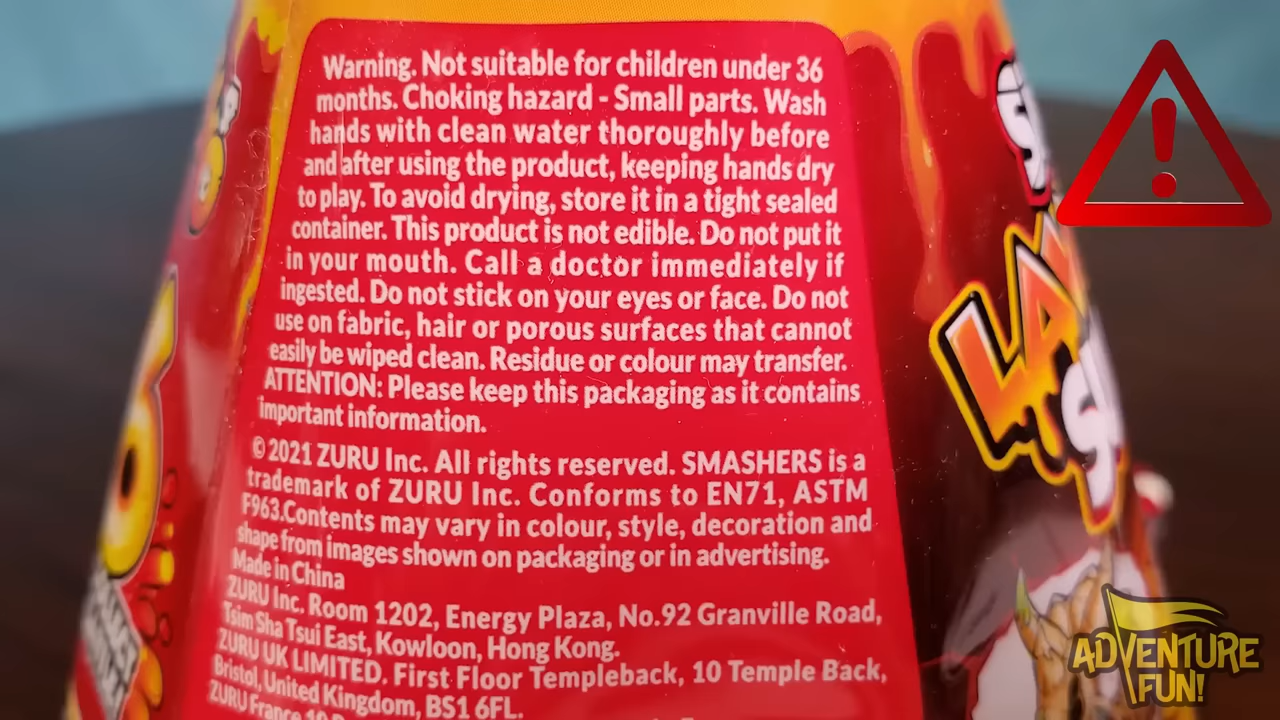 Warning. Not suitable for children under 36
months. Choking hazard - Small parts. Wash
hands with clean water thoroughly before
and after using the product, keeping hands dry
to play. To avoid drying, store it in a tight sealed
container. This product is not edible. Do not put it
in your mouth. Call a doctor immediately if
ingested. Do not stick on your eyes or face. Do not
use on fabric, hair or porous surfaces that cannot
easily be wiped clean. Residue or colour may transfer.
ATTENTION: Please keep this packaging as it contains
important information.
©2021 ZURU Inc. All rights reserved. SMASHERS is a
trademark of ZURU Inc. Conforms to EN71, ASTM
F963.Contents may vary in colour, style, decoration and
shape from images shown on packaging or in advertising.
Made in China
ZURU Inc. Room 1202, Energy Plaza, No.92 Granville Road,
Tsim Sha Tsui East, Kowloon, Hong Kong.
ZURU UK LIMITED. First Floor Templeback, 10 Temple Back,
Bristol, United Kingdom, BS1 6FL.
ZURU France
LA
ADVENTURE
FUN!